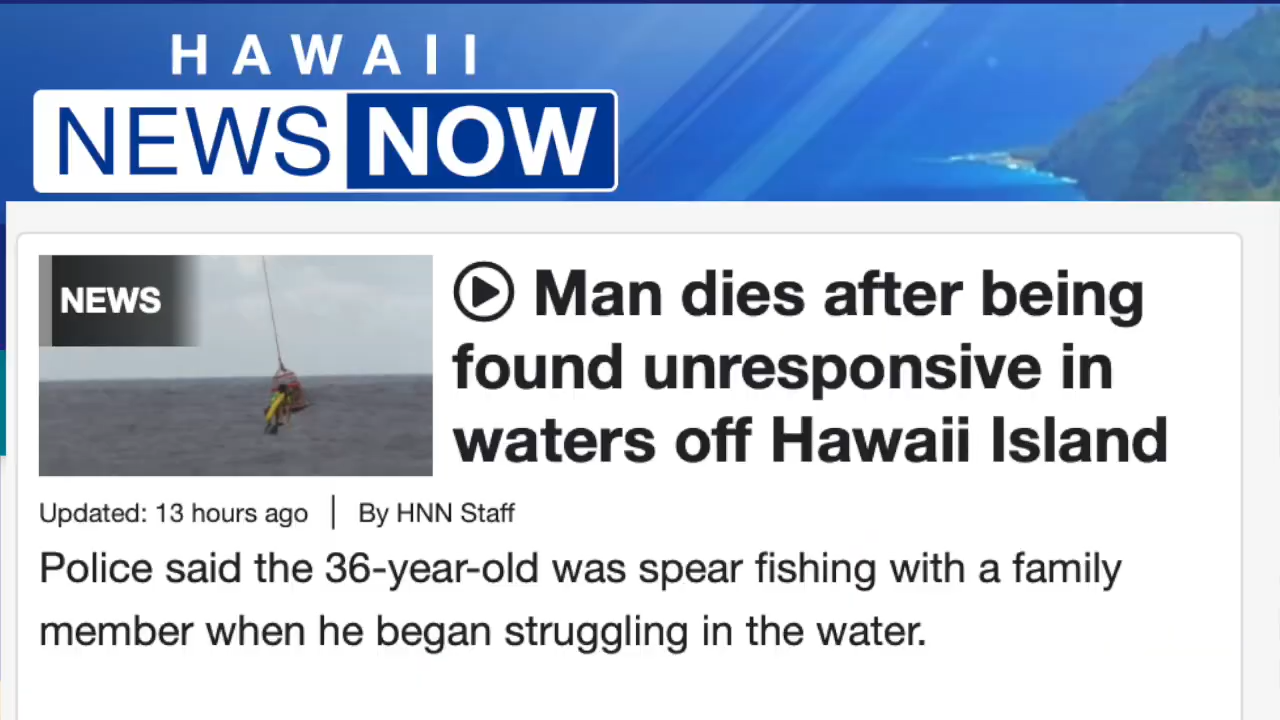 HAWAII
NEWS NOW
NEWS
Man dies after being
found unresponsive in
waters off Hawaii Island
Updated: 13 hours ago | By HNN Staff
Police said the 36-year-old was spear fishing with a family
member when he began struggling in the water.